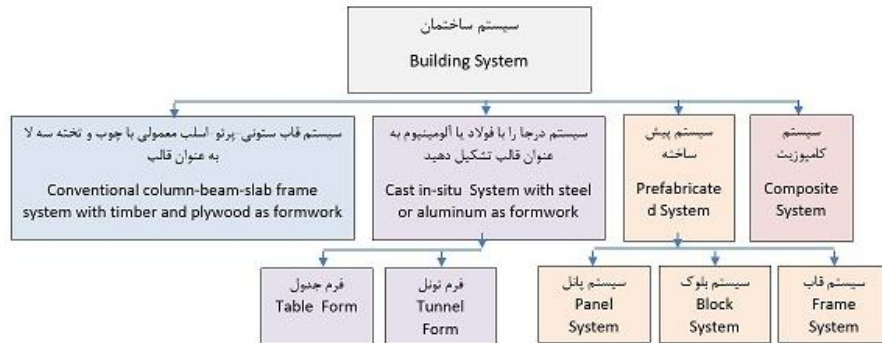 سیستم ساختمان
Building System
سیستم قاب ستونی-پرتو-اسلب معمولی با چوب و تخته سه لا
به عنوان قالب
Conventional column-beam-slab frame
system with timber and plywood as formwork
سیستم درجا را با فولاد یا آلومینیوم به
عنوان قالب تشکیل دهید
Cast in-situ System with steel
or aluminum as formwork
سیستم پیش
ساخته
Prefabricate
d System
سیستم
کامپوزیت
Composite
System
فرم جدول
Table Form
فرم تونل
Tunnel
Form
سیستم پانل
Panel
System
سیستم بلوک
Block
System
سیستم قاب
Frame
System